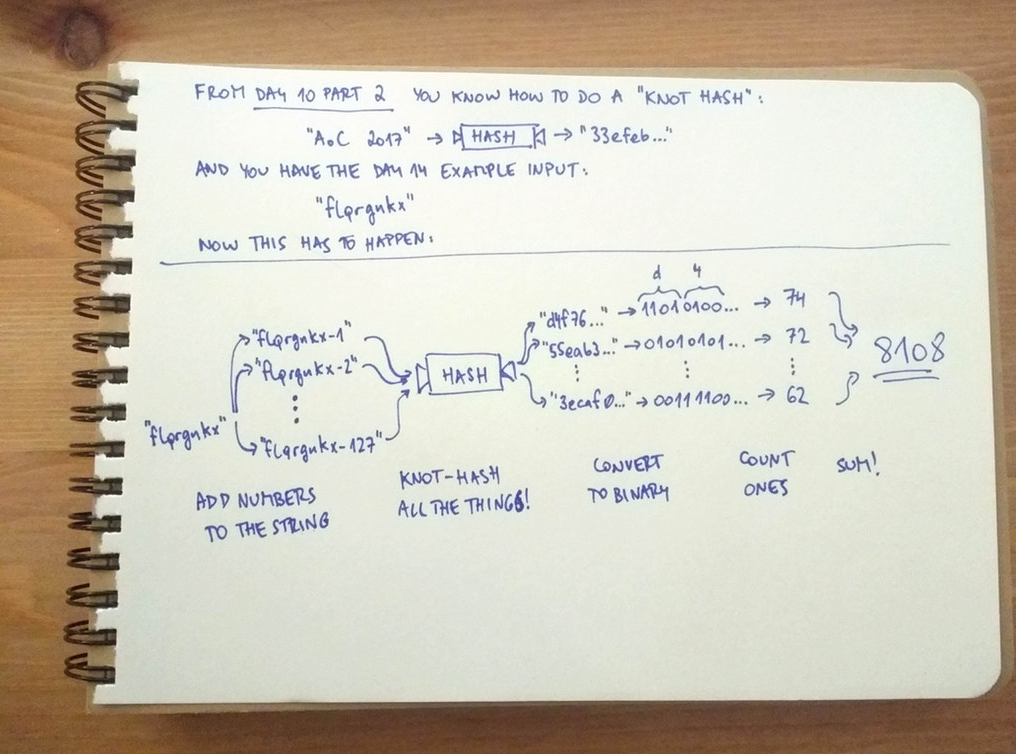 FROM DAY 10 PART 2 YOU KNOW HOW TO DO A "KNOT HASH":
"AoC 2017" → HASH → "33efeb..."
AND YOU HAVE THE DAY 14 EXAMPLE INPUT:
"flqrgnkx"
NOW THIS HAS TO HAPPEN:
d 4
"d4f76..." → 11010100... → 74
"flqrgnkx-1"
"55eab3..." → 01010101... → 72
"flqrgnkx-2"
HASH
8108
"3ecaf0..." → 00111100... → 62
"flqrgnkx"
"flqrgnkx-127"
ADD NUMBERS
TO THE STRING
KNOT-HASH
ALL THE THINGS!
CONVERT
TO BINARY
COUNT
ONES
SUM!